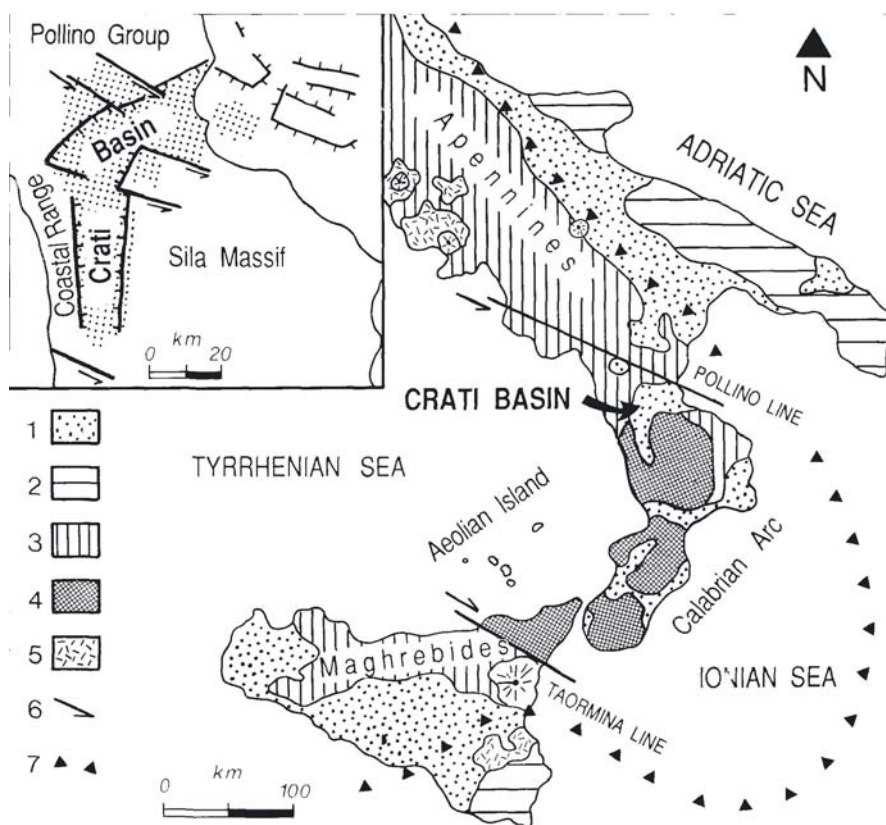 Pollino Group
Basin
Crati
Coastal Range
Sila Massif
0 km 20
N
Apennines
ADRIATIC SEA
POLLINO LINE
CRATI BASIN
TYRRHENIAN SEA
Aeolian Island
Calabrian Arc
Maghrebides
TAORMINA LINE
IONIAN SEA
1
2
3
4
5
6
7
0 km 100